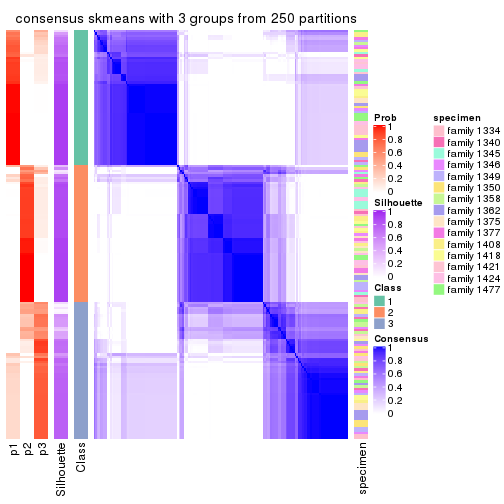 consensus skmeans with 3 groups from 250 partitions
p1
p2
p3
Silhouette
Class
specimen
Prob
1
0.8
0.6
0.4
0.2
0
Silhouette
1
0.8
0.6
0.4
0.2
0
Class
1
2
3
Consensus
1
0.8
0.6
0.4
0.2
0
specimen
family 1334
family 1340
family 1345
family 1346
family 1349
family 1350
family 1358
family 1362
family 1375
family 1377
family 1408
family 1418
family 1421
family 1424
family 1477